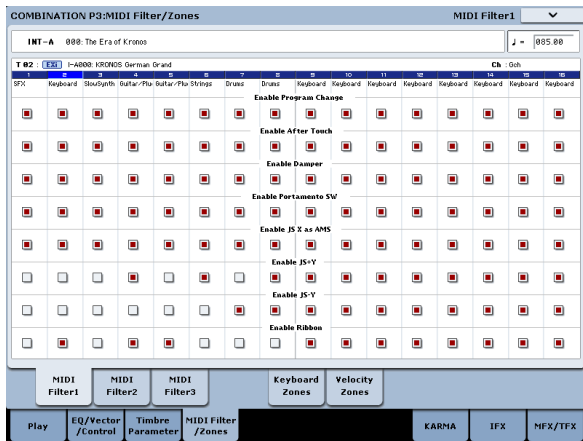 COMBINATION P3:MIDI Filter/Zones MIDI Filter1
INT-A 000: The Era of Kronos ♩= 085.00
T 02 : EXi I-A000: KRONOS German Grand Ch : Gch
1 2 3 4 5 6 7 8 9 10 11 12 13 14 15 16
SFX Keyboard SlowSynth Guitar/Plu Guitar/Plu Strings Drums Drums Keyboard Keyboard Keyboard Keyboard Keyboard Keyboard Keyboard Keyboard
Enable Program Change
Enable After Touch
Enable Damper
Enable Portamento SW
Enable JS X as AMS
Enable JS+Y
Enable JS-Y
Enable Ribbon
MIDI Filter1 MIDI Filter2 MIDI Filter3 Keyboard Zones Velocity Zones
Play EQ/Vector /Control Timbre Parameter MIDI Filter /Zones KARMA IFX MFX/TFX